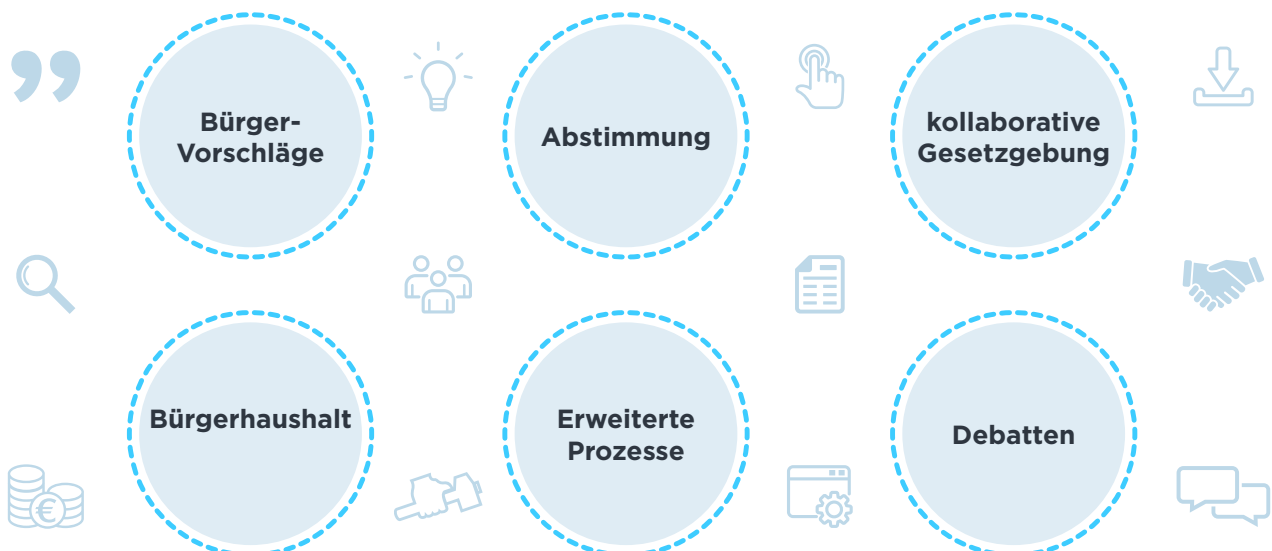 Bürger-
Vorschläge
Abstimmung
kollaborative
Gesetzgebung
Bürgerhaushalt
Erweiterte
Prozesse
Debatten